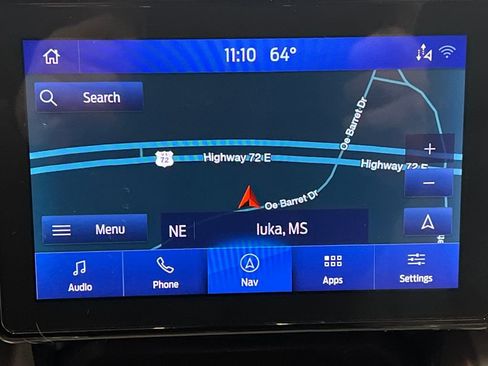 11:10 64°
Search
Oe Barret Dr
72
Highway 72 E
Highway 72 E
Oe Barret Dr
Menu
NE
Iuka, MS
Audio
Phone
Nav
Apps
Settings